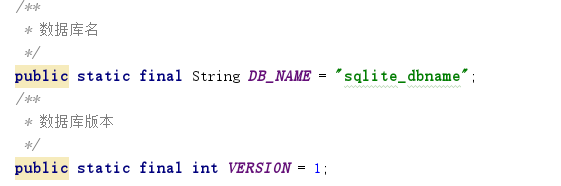 /**
* 数据库名
*/
public static final String DB_NAME = "sqlite_dbname";
/**
* 数据库版本
*/
public static final int VERSION = 1;